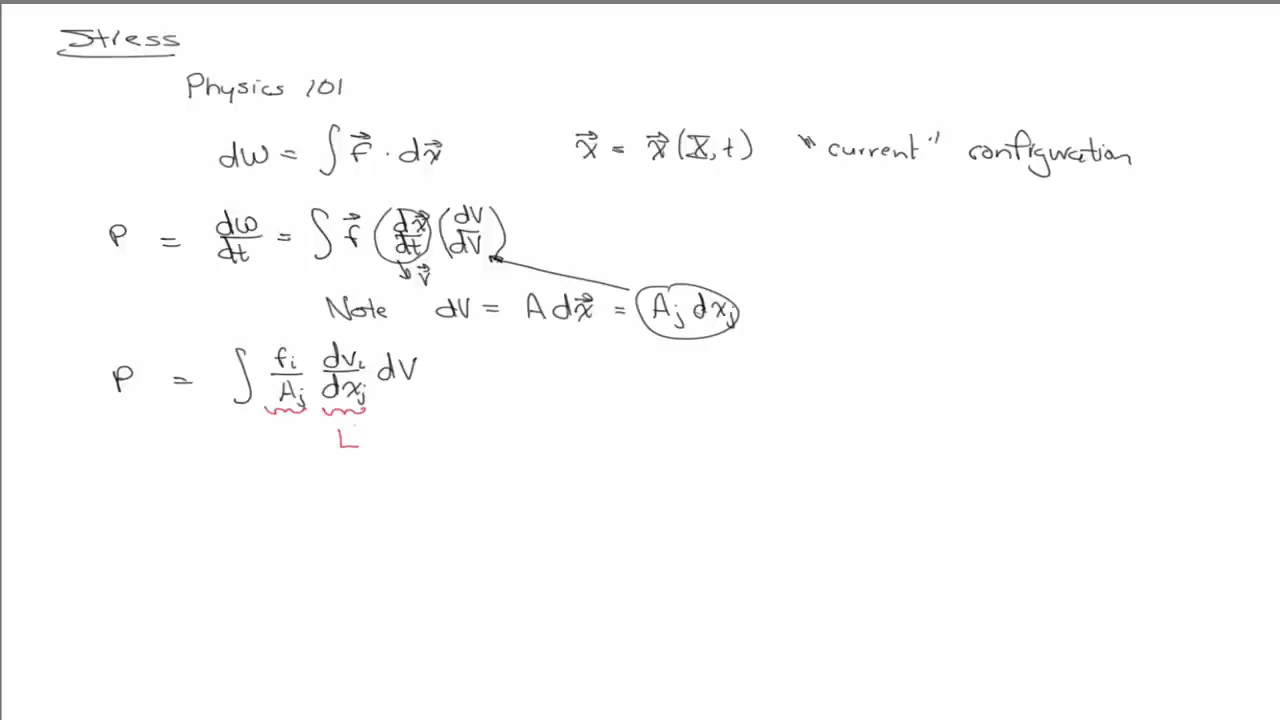 Stress
Physics 101
dw = ∫ f⃗ · dx⃗    x⃗ = x⃗ (X, t)  "current" configuration
P = dw/dt = ∫ f⃗ (dx⃗/dt) (dV/dV)
v⃗
Note dV = A dx⃗ = A_j dx_j
P = ∫ f_i/A_j dv_i/dx_j dV
L